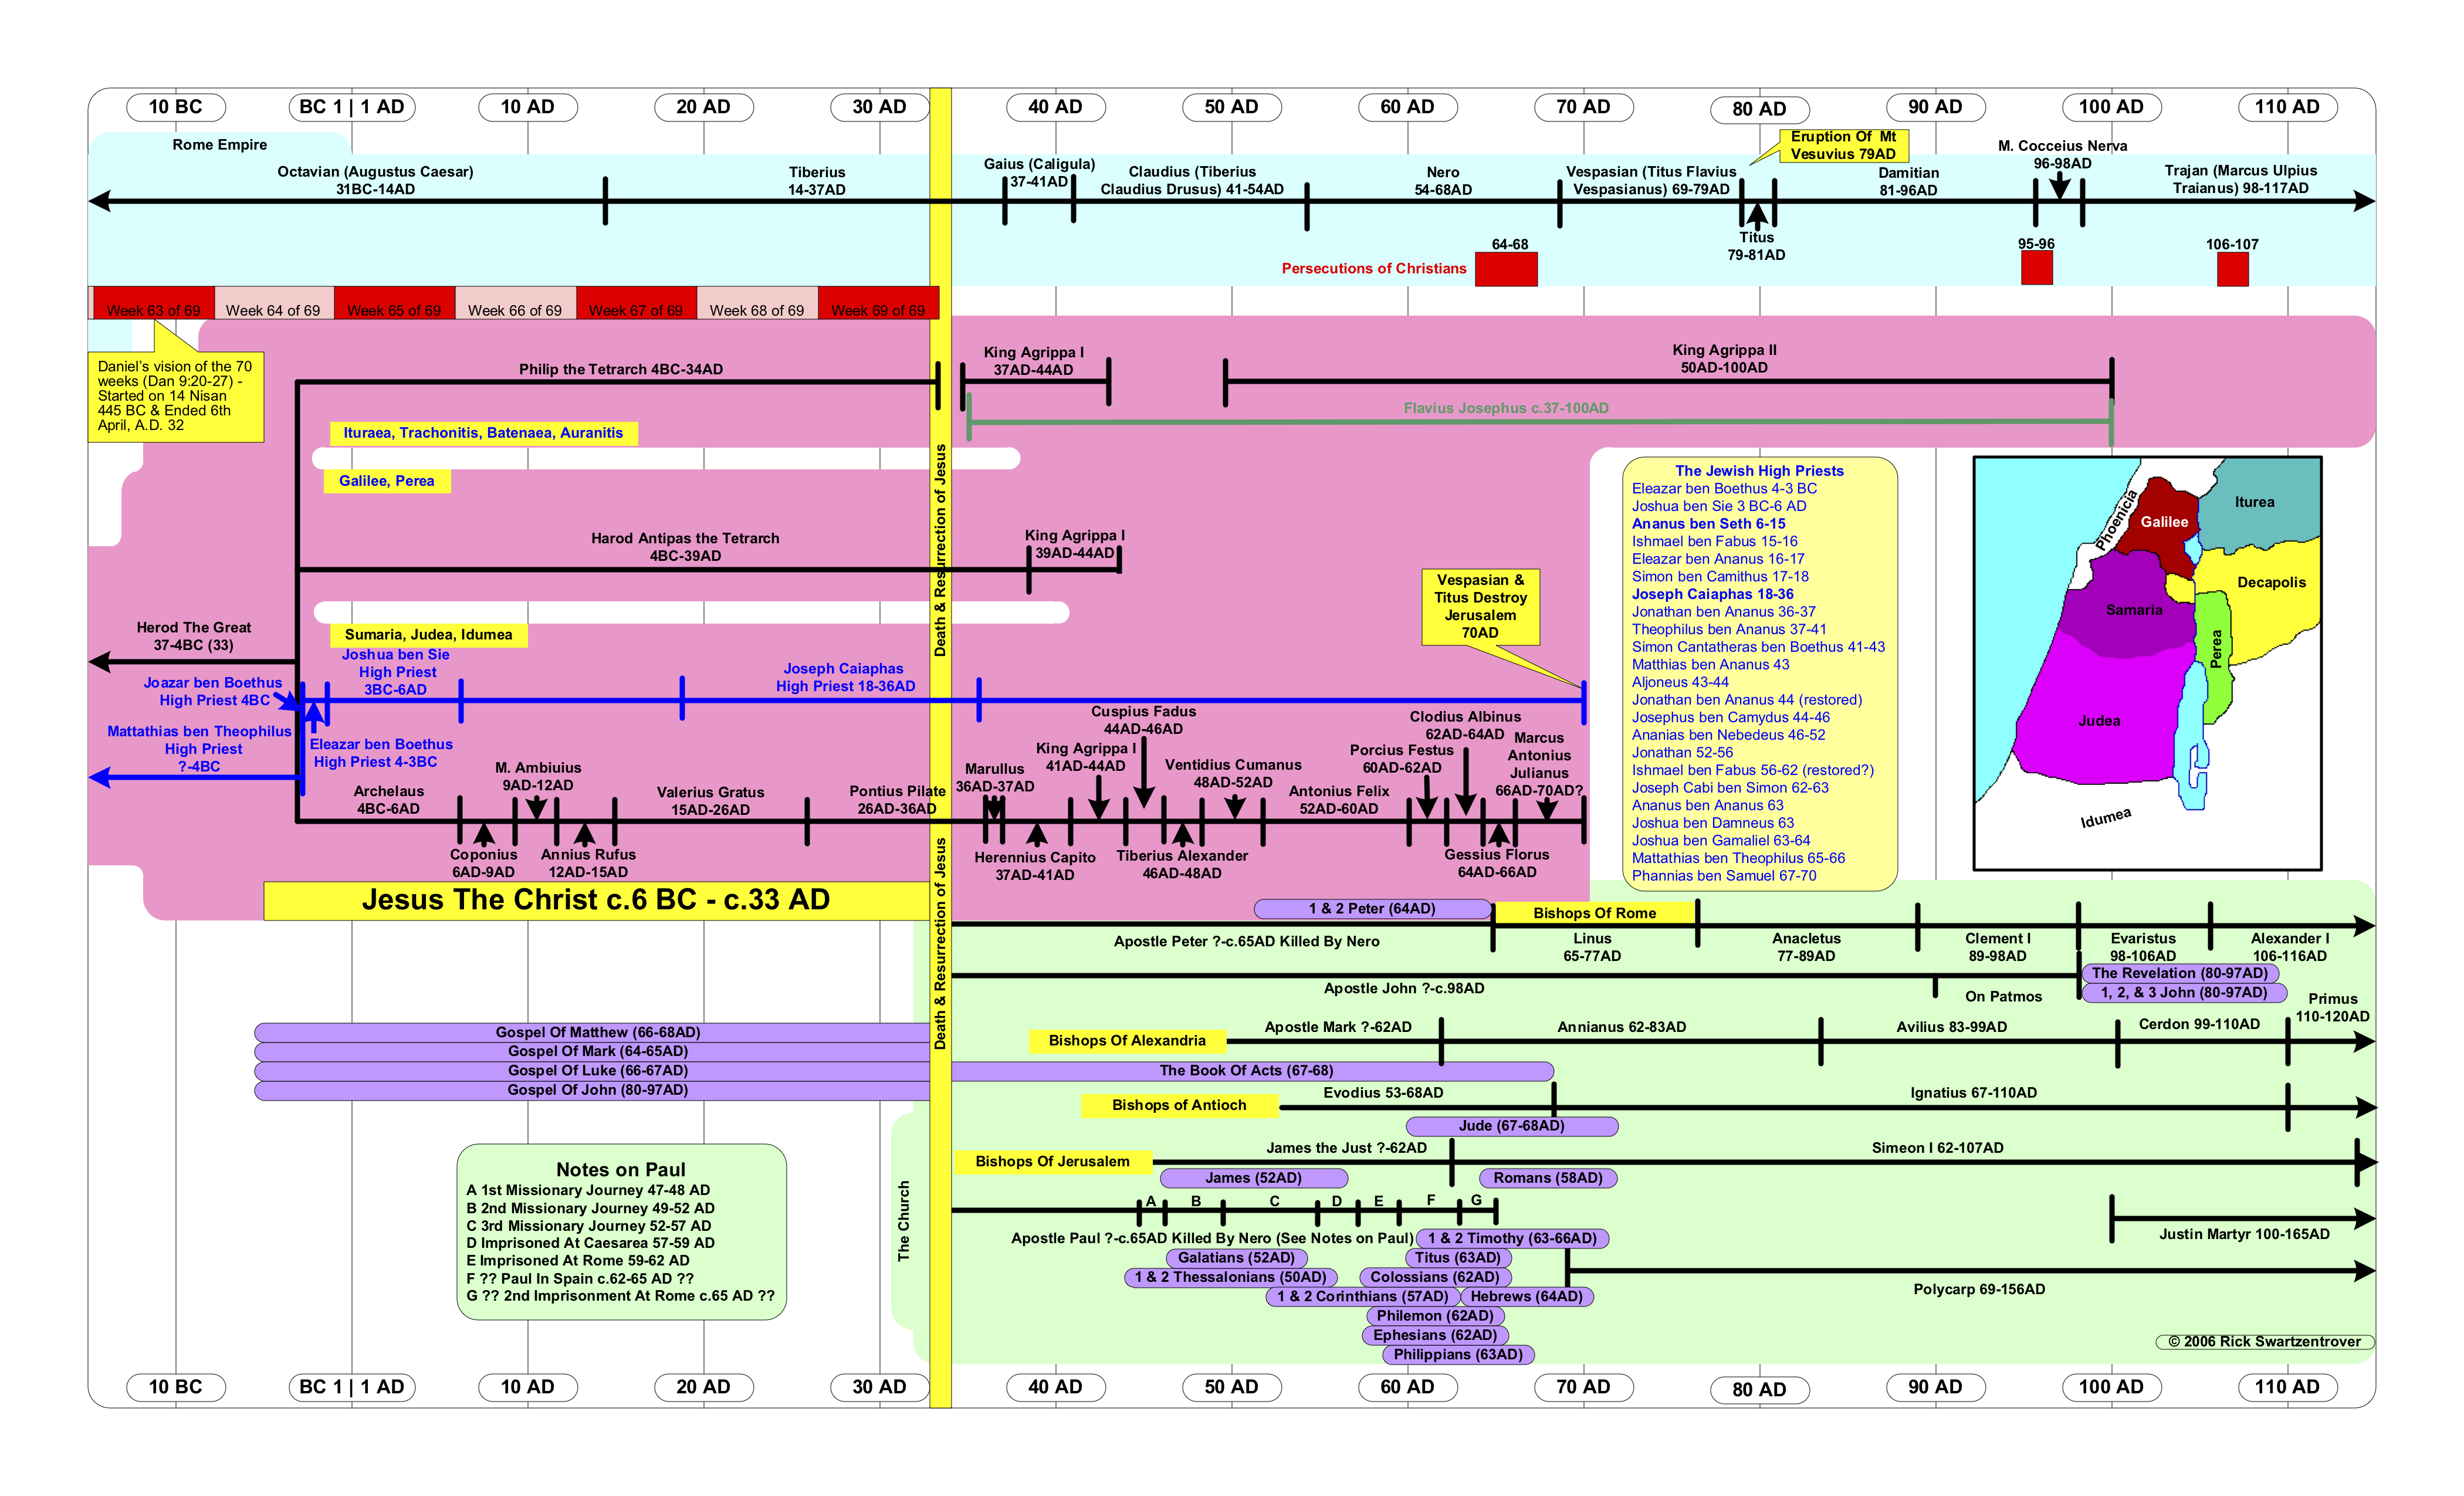 10 BC
BC 1 | 1 AD
10 AD
20 AD
30 AD
40 AD
50 AD
60 AD
70 AD
80 AD
90 AD
100 AD
110 AD
Rome Empire
Octavian (Augustus Caesar)
31BC-14AD
Tiberius
14-37AD
Gaius (Caligula)
37-41AD
Claudius (Tiberius
Claudius Drusus) 41-54AD
Nero
54-68AD
Vespasian (Titus Flavius
Vespasianus) 69-79AD
Eruption Of Mt
Vesuvius 79AD
Titus
79-81AD
Damitian
81-96AD
M. Cocceius Nerva
96-98AD
Trajan (Marcus Ulpius
Traianus) 98-117AD
Persecutions of Christians
64-68
95-96
106-107
Week 63 of 69
Week 64 of 69
Week 65 of 69
Week 66 of 69
Week 67 of 69
Week 68 of 69
Week 69 of 69
Daniel's vision of the 70
weeks (Dan 9:20-27) -
Started on 14 Nisan
445 BC & Ended 6th
April, A.D. 32
Philip the Tetrarch 4BC-34AD
King Agrippa I
37AD-44AD
King Agrippa II
50AD-100AD
Flavius Josephus c.37-100AD
Ituraea, Trachonitis, Batenaea, Auranitis
Galilee, Perea
Harod Antipas the Tetrarch
4BC-39AD
King Agrippa I
39AD-44AD
Death & Resurrection of Jesus
Vespasian &
Titus Destroy
Jerusalem
70AD
Herod The Great
37-4BC (33)
Sumaria, Judea, Idumea
Joshua ben Sie
High Priest
3BC-6AD
Joseph Caiaphas
High Priest 18-36AD
Joazar ben Boethus
High Priest 4BC
Mattathias ben Theophilus
High Priest
?-4BC
Eleazar ben Boethus
High Priest 4-3BC
Archelaus
4BC-6AD
Coponius
6AD-9AD
M. Ambiuius
9AD-12AD
Annius Rufus
12AD-15AD
Valerius Gratus
15AD-26AD
Pontius Pilate
26AD-36AD
Marullus
36AD-37AD
Herennius Capito
37AD-41AD
King Agrippa I
41AD-44AD
Cuspius Fadus
44AD-46AD
Tiberius Alexander
46AD-48AD
Ventidius Cumanus
48AD-52AD
Antonius Felix
52AD-60AD
Porcius Festus
60AD-62AD
Clodius Albinus
62AD-64AD
Gessius Florus
64AD-66AD
Marcus
Antonius
Julianus
66AD-70AD?
The Jewish High Priests
Eleazar ben Boethus 4-3 BC
Joshua ben Sie 3 BC-6 AD
Ananus ben Seth 6-15
Ishmael ben Fabus 15-16
Eleazar ben Ananus 16-17
Simon ben Camithus 17-18
Joseph Caiaphas 18-36
Jonathan ben Ananus 36-37
Theophilus ben Ananus 37-41
Simon Cantatheras ben Boethus 41-43
Matthias ben Ananus 43
Aljoneus 43-44
Jonathan ben Ananus 44 (restored)
Josephus ben Camydus 44-46
Ananias ben Nebedeus 46-52
Jonathan 52-56
Ishmael ben Fabus 56-62 (restored?)
Joseph Cabi ben Simon 62-63
Ananus ben Ananus 63
Joshua ben Damneus 63
Joshua ben Gamaliel 63-64
Mattathias ben Theophilus 65-66
Phannias ben Samuel 67-70
Phoenicia
Galilee
Iturea
Decapolis
Samaria
Perea
Judea
Idumea
Jesus The Christ c.6 BC - c.33 AD
Death & Resurrection of Jesus
1 & 2 Peter (64AD)
Bishops Of Rome
Apostle Peter ?-c.65AD Killed By Nero
Linus
65-77AD
Anacletus
77-89AD
Clement I
89-98AD
Evaristus
98-106AD
Alexander I
106-116AD
Apostle John ?-c.98AD
On Patmos
The Revelation (80-97AD)
1, 2, & 3 John (80-97AD)
Gospel Of Matthew (66-68AD)
Gospel Of Mark (64-65AD)
Gospel Of Luke (66-67AD)
Gospel Of John (80-97AD)
Bishops Of Alexandria
Apostle Mark ?-62AD
Annianus 62-83AD
Avilius 83-99AD
Cerdon 99-110AD
Primus
110-120AD
The Book Of Acts (67-68)
Bishops of Antioch
Evodius 53-68AD
Ignatius 67-110AD
Jude (67-68AD)
Bishops Of Jerusalem
James the Just ?-62AD
Simeon I 62-107AD
James (52AD)
Romans (58AD)
The Church
Notes on Paul
A 1st Missionary Journey 47-48 AD
B 2nd Missionary Journey 49-52 AD
C 3rd Missionary Journey 52-57 AD
D Imprisoned At Caesarea 57-59 AD
E Imprisoned At Rome 59-62 AD
F ?? Paul In Spain c.62-65 AD ??
G ?? 2nd Imprisonment At Rome c.65 AD ??
A B C D E F G
Apostle Paul ?-c.65AD Killed By Nero (See Notes on Paul)
1 & 2 Timothy (63-66AD)
Justin Martyr 100-165AD
Galatians (52AD)
Titus (63AD)
1 & 2 Thessalonians (50AD)
Colossians (62AD)
Polycarp 69-156AD
1 & 2 Corinthians (57AD)
Hebrews (64AD)
Philemon (62AD)
Ephesians (62AD)
Philippians (63AD)
© 2006 Rick Swartzentrover
10 BC
BC 1 | 1 AD
10 AD
20 AD
30 AD
40 AD
50 AD
60 AD
70 AD
80 AD
90 AD
100 AD
110 AD